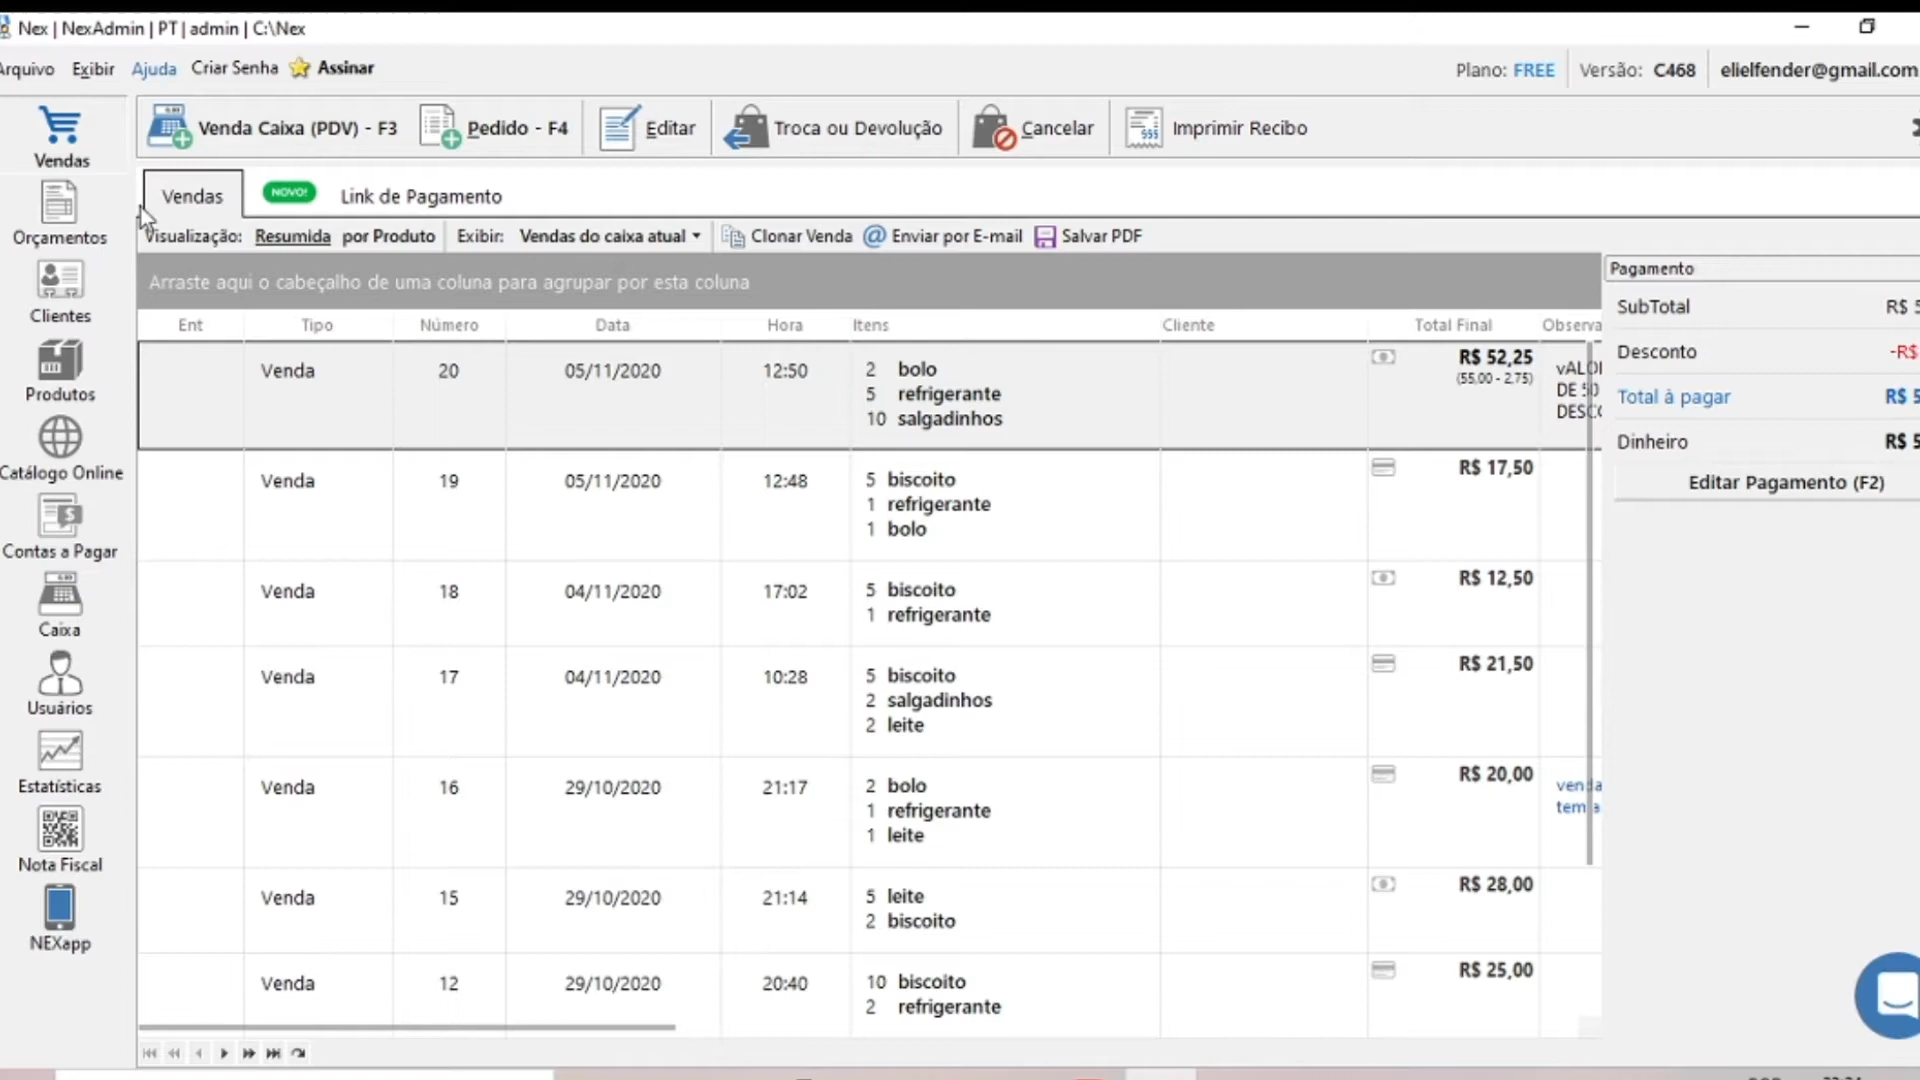 Nex | NexAdmin | PT | admin | C:\Nex
Arquivo Exibir Ajuda Criar Senha Assinar
Plano: FREE Versão: C468 elielfender@gmail.com
Venda Caixa (PDV) - F3 Pedido - F4 Editar Troca ou Devolução Cancelar Imprimir Recibo
Vendas
Orçamentos
Clientes
Produtos
Catálogo Online
Contas a Pagar
Caixa
Usuários
Estatísticas
Nota Fiscal
NEXapp
Vendas NOVO! Link de Pagamento
Visualização: Resumida por Produto Exibir: Vendas do caixa atual Clonar Venda Enviar por E-mail Salvar PDF
Arraste aqui o cabeçalho de uma coluna para agrupar por esta coluna
Ent Tipo Número Data Hora Itens Cliente Total Final Observa
Venda 20 05/11/2020 12:50 2 bolo R$ 52,25
5 refrigerante (55,00 - 2,75)
10 salgadinhos
vALO
DE 50
DESC
Venda 19 05/11/2020 12:48 5 biscoito R$ 17,50
1 refrigerante
1 bolo
Venda 18 04/11/2020 17:02 5 biscoito R$ 12,50
1 refrigerante
Venda 17 04/11/2020 10:28 5 biscoito R$ 21,50
2 salgadinhos
2 leite
Venda 16 29/10/2020 21:17 2 bolo R$ 20,00
1 refrigerante
1 leite
venda
tem a
Venda 15 29/10/2020 21:14 5 leite R$ 28,00
2 biscoito
Venda 12 29/10/2020 20:40 10 biscoito R$ 25,00
2 refrigerante
Pagamento
SubTotal R$ 5
Desconto -R$
Total à pagar R$ 5
Dinheiro R$ 5
Editar Pagamento (F2)